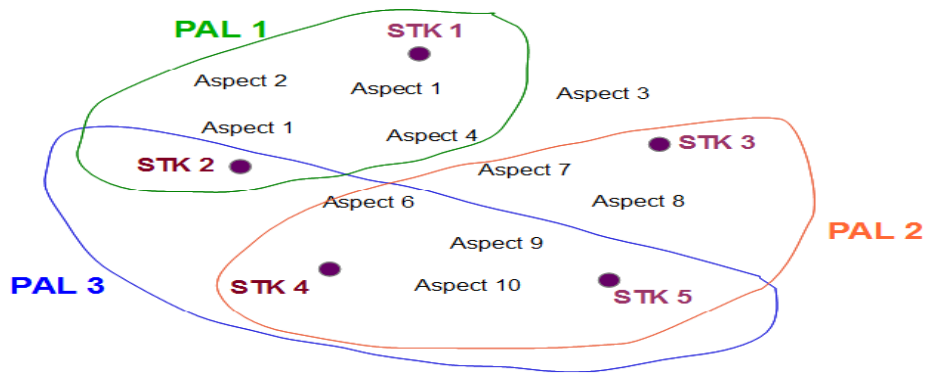 PAL 1
STK 1
Aspect 2
Aspect 1
Aspect 3
Aspect 1
Aspect 4
STK 2
STK 3
Aspect 7
Aspect 6
Aspect 8
PAL 2
Aspect 9
PAL 3
STK 4
Aspect 10
STK 5